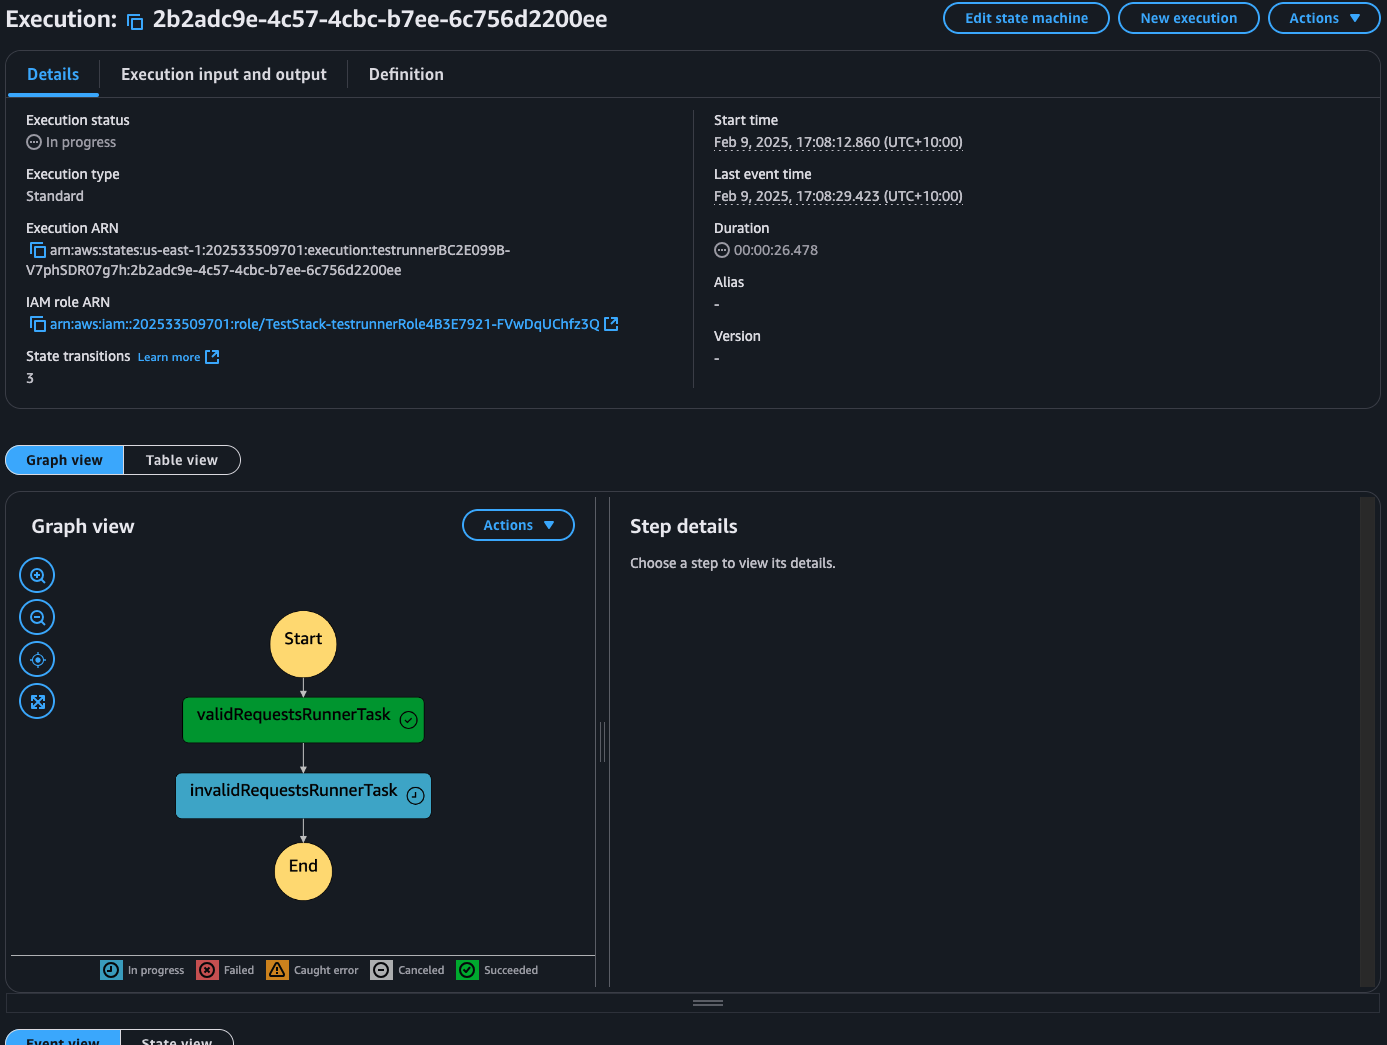 Execution: 2b2adc9e-4c57-4cbc-b7ee-6c756d2200ee
Edit state machine
New execution
Actions
Details
Execution input and output
Definition
Execution status
In progress
Execution type
Standard
Execution ARN
arn:aws:states:us-east-1:202533509701:execution:testrunnerBC2E099B-
V7phSDR07g7h:2b2adc9e-4c57-4cbc-b7ee-6c756d2200ee
IAM role ARN
arn:aws:iam::202533509701:role/TestStack-testrunnerRole4B3E7921-FVwDqUChfz3Q
State transitions Learn more
3
Start time
Feb 9, 2025, 17:08:12.860 (UTC+10:00)
Last event time
Feb 9, 2025, 17:08:29.423 (UTC+10:00)
Duration
00:00:26.478
Alias
-
Version
-
Graph view
Table view
Graph view
Actions
Start
validRequestsRunnerTask
invalidRequestsRunnerTask
End
In progress
Failed
Caught error
Canceled
Succeeded
Step details
Choose a step to view its details.
Event view
State view